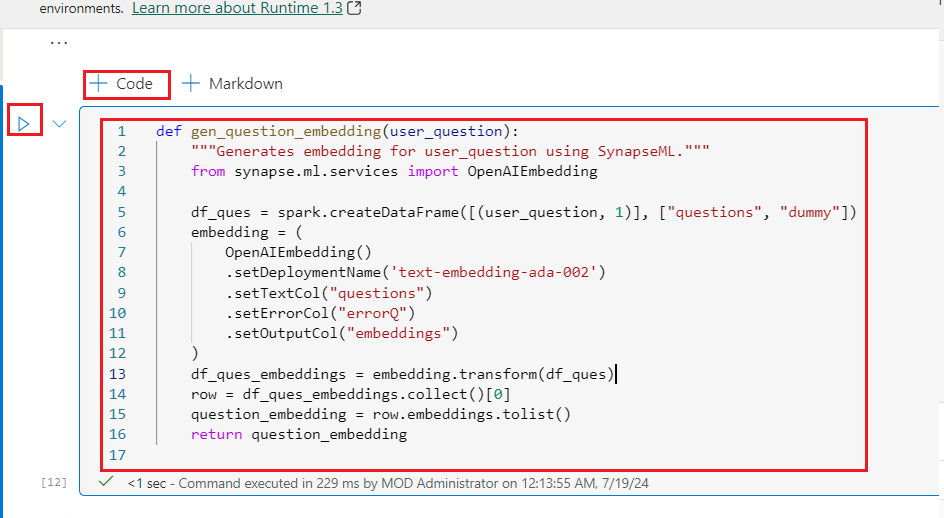 environments. Learn more about Runtime 1.3
...
+ Code + Markdown
1 def gen_question_embedding(user_question):
2     """Generates embedding for user_question using SynapseML."""
3     from synapse.ml.services import OpenAIEmbedding
4
5     df_ques = spark.createDataFrame([(user_question, 1)], ["questions", "dummy"])
6     embedding = (
7         OpenAIEmbedding()
8         .setDeploymentName('text-embedding-ada-002')
9         .setTextCol("questions")
10         .setErrorCol("errorQ")
11         .setOutputCol("embeddings")
12     )
13     df_ques_embeddings = embedding.transform(df_ques)
14     row = df_ques_embeddings.collect()[0]
15     question_embedding = row.embeddings.tolist()
16     return question_embedding
17
[12] <1 sec - Command executed in 229 ms by MOD Administrator on 12:13:55 AM, 7/19/24